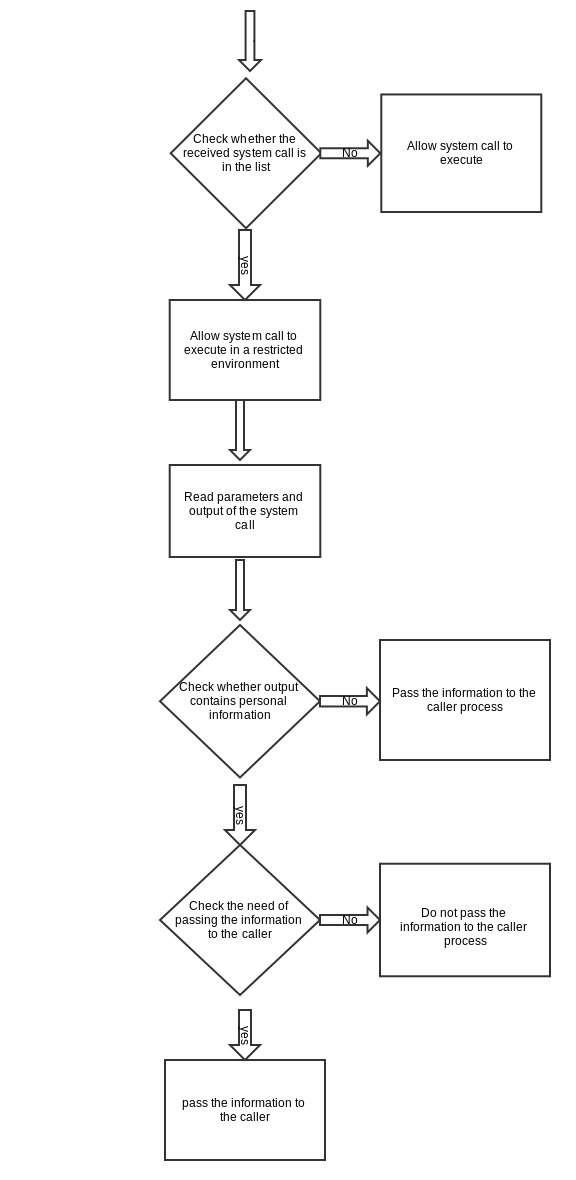 Check whether the
received system call is
in the list
No
Allow system call to
execute
yes
Allow system call to
execute in a restricted
environment
Read parameters and
output of the system
call
Check whether output
contains personal
information
No
Pass the information to the
caller process
yes
Check the need of
passing the information
to the caller
No
Do not pass the
information to the caller
process
yes
pass the information to
the caller